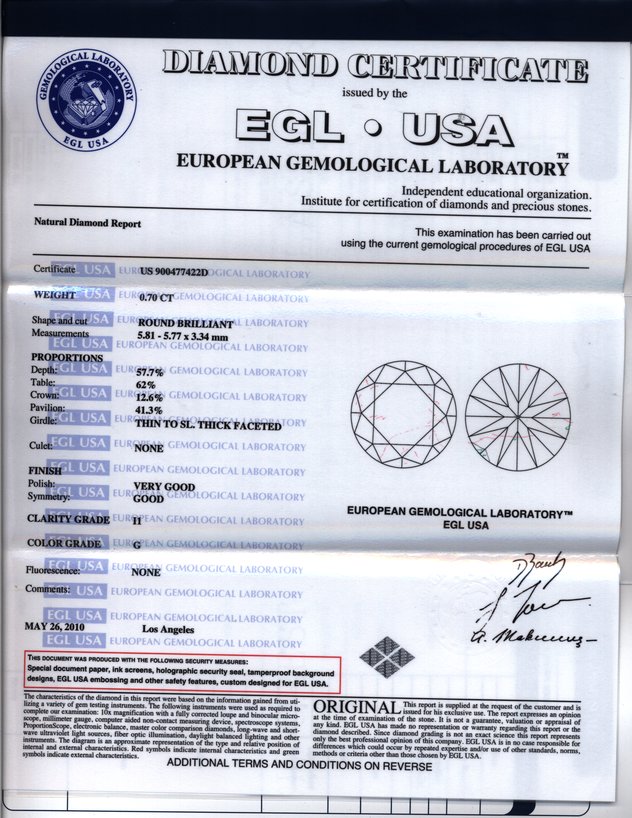 GEMOLOGICAL LABORATORY
EGL USA
DIAMOND CERTIFICATE
issued by the
EGL • USA
EUROPEAN GEMOLOGICAL LABORATORY™
Independent educational organization.
Institute for certification of diamonds and precious stones.
Natural Diamond Report
This examination has been carried out
using the current gemological procedures of EGL USA
Certificate US 900477422D
WEIGHT 0.70 CT
Shape and cut ROUND BRILLIANT
Measurements 5.81 - 5.77 x 3.34 mm
PROPORTIONS
Depth: 57.7%
Table: 62%
Crown: 12.6%
Pavilion: 41.3%
Girdle: THIN TO SL. THICK FACETED
Culet: NONE
FINISH
Polish: VERY GOOD
Symmetry: GOOD
CLARITY GRADE I1
COLOR GRADE G
Fluorescence: NONE
Comments:
MAY 26, 2010 Los Angeles
EGL USA EUROPEAN GEMOLOGICAL LABORATORY
EUROPEAN GEMOLOGICAL LABORATORY™
EGL USA
THIS DOCUMENT WAS PRODUCED WITH THE FOLLOWING SECURITY MEASURES:
Special document paper, ink screens, holographic security seal, tamperproof background
designs, EGL USA embossing and other safety features, custom designed for EGL USA.
The characteristics of the diamond in this report were based on the information gained from uti-
lizing a variety of gem testing instruments. The following instruments were used as required to
complete our examination: 10x magnification with a fully corrected loupe and binocular micro-
scope, millimeter gauge, computer aided non-contact measuring device, spectroscope systems,
ProportionScope, electronic balance, master color comparison diamonds, long-wave and short-
wave ultraviolet light sources, fiber optic illumination, daylight balanced lighting and other
instruments. The diagram is an approximate representation of the type and relative position of
internal and external characteristics. Red symbols indicate internal characteristics and green
symbols indicate external characteristics.
ORIGINAL This report is supplied at the request of the customer and is
issued for his exclusive use. The report expresses an opinion
at the time of examination of the stone. It is not a guarantee, valuation or appraisal of
any kind. EGL USA has made no representation or warranty regarding this report or the
diamond described. Since diamond grading is not an exact science this report represents
only the best professional opinion of this company. EGL USA is in no case responsible for
differences which could occur by repeated expertise and/or use of other standards, norms,
methods or criteria other than those chosen by EGL USA.
ADDITIONAL TERMS AND CONDITIONS ON REVERSE